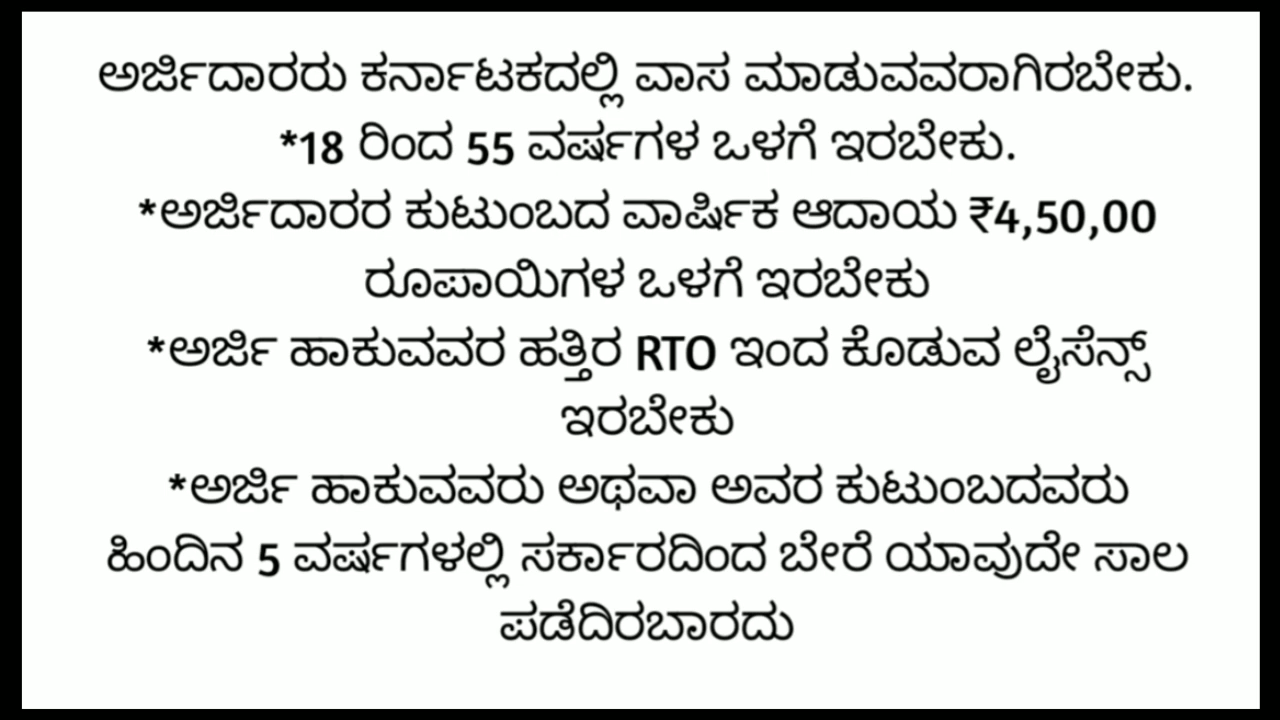 ಅರ್ಜಿದಾರರು ಕರ್ನಾಟಕದಲ್ಲಿ ವಾಸ ಮಾಡುವವರಾಗಿರಬೇಕು.
*18 ರಿಂದ 55 ವರ್ಷಗಳ ಒಳಗೆ ಇರಬೇಕು.
*ಅರ್ಜಿದಾರರ ಕುಟುಂಬದ ವಾರ್ಷಿಕ ಆದಾಯ ₹4,50,00
ರೂಪಾಯಿಗಳ ಒಳಗೆ ಇರಬೇಕು
*ಅರ್ಜಿ ಹಾಕುವವರ ಹತ್ತಿರ RTO ಇಂದ ಕೊಡುವ ಲೈಸೆನ್ಸ್
ಇರಬೇಕು
*ಅರ್ಜಿ ಹಾಕುವವರು ಅಥವಾ ಅವರ ಕುಟುಂಬದವರು
ಹಿಂದಿನ 5 ವರ್ಷಗಳಲ್ಲಿ ಸರ್ಕಾರದಿಂದ ಬೇರೆ ಯಾವುದೇ ಸಾಲ
ಪಡೆದಿರಬಾರದು